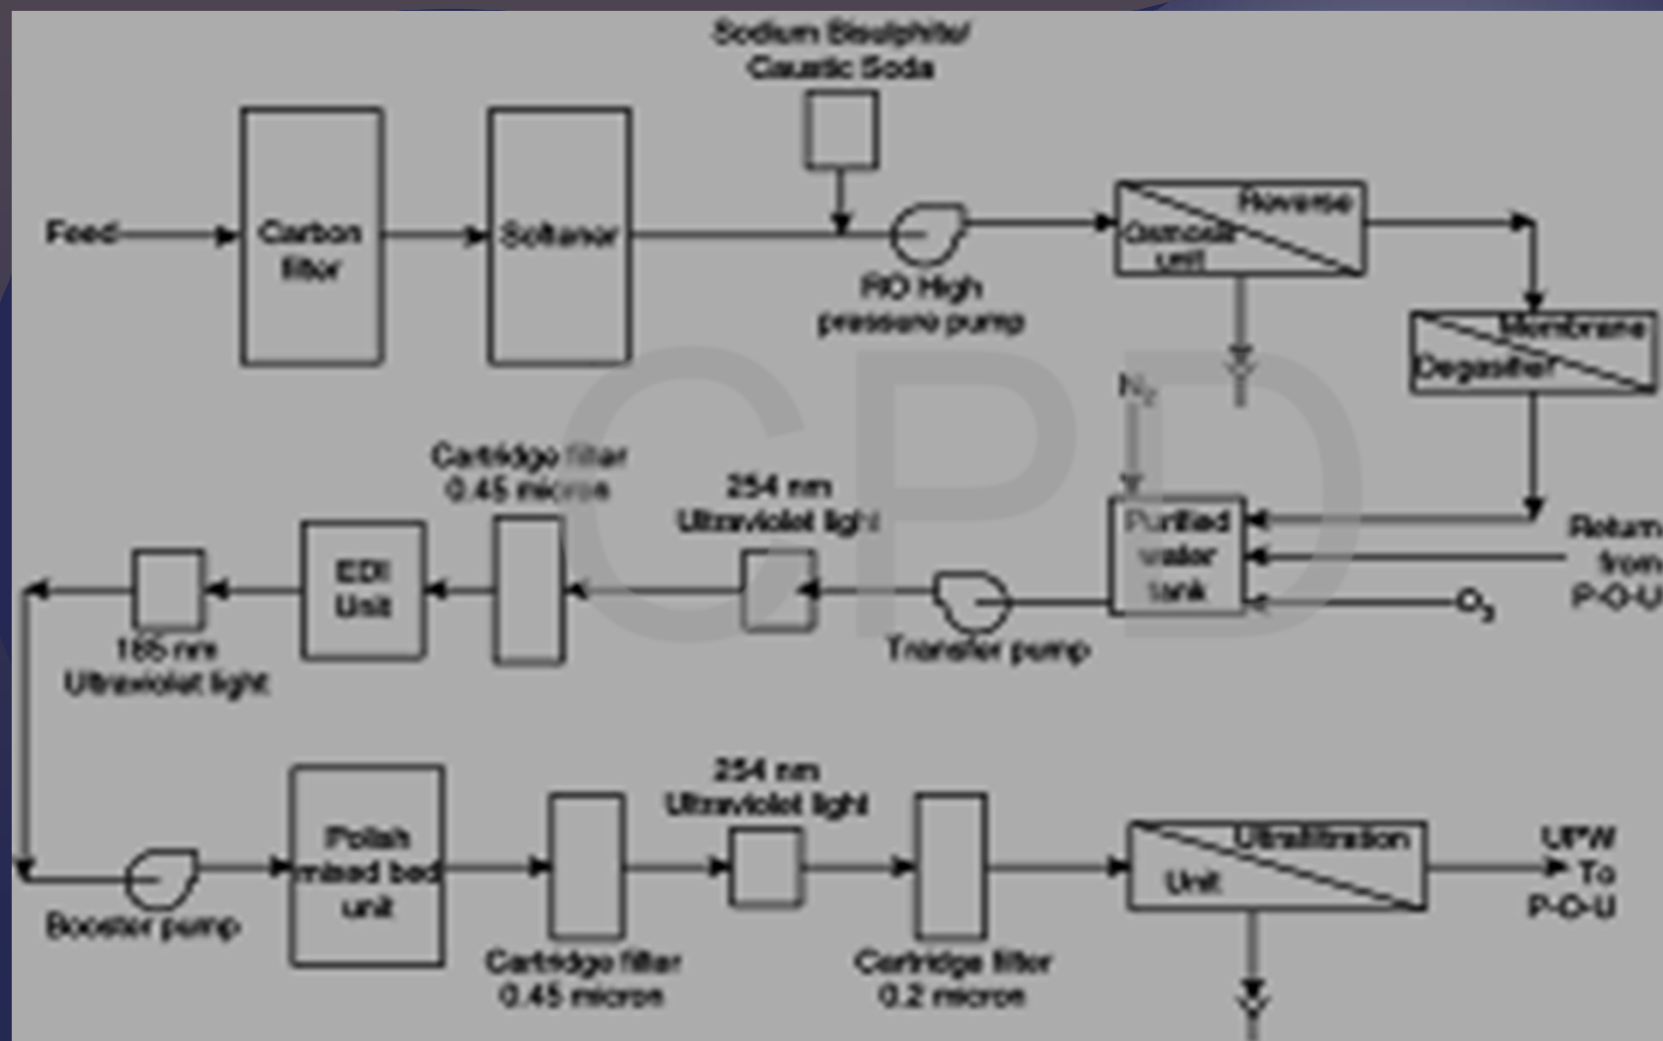 Sodium Bisulphite/
Caustic Soda
Feed
Carbon
filter
Softener
RO High
pressure pump
Reverse
Osmosis
unit
Membrane
Degasifier
N2
Purified
water
tank
Return
from
P-O-U
O3
Transfer pump
254 nm
Ultraviolet light
Cartridge filter
0.45 micron
EDI
Unit
185 nm
Ultraviolet light
Booster pump
Polish
mixed bed
unit
Cartridge filter
0.45 micron
254 nm
Ultraviolet light
Cartridge filter
0.2 micron
Ultrafiltration
Unit
UPW
To
P-O-U
CPD